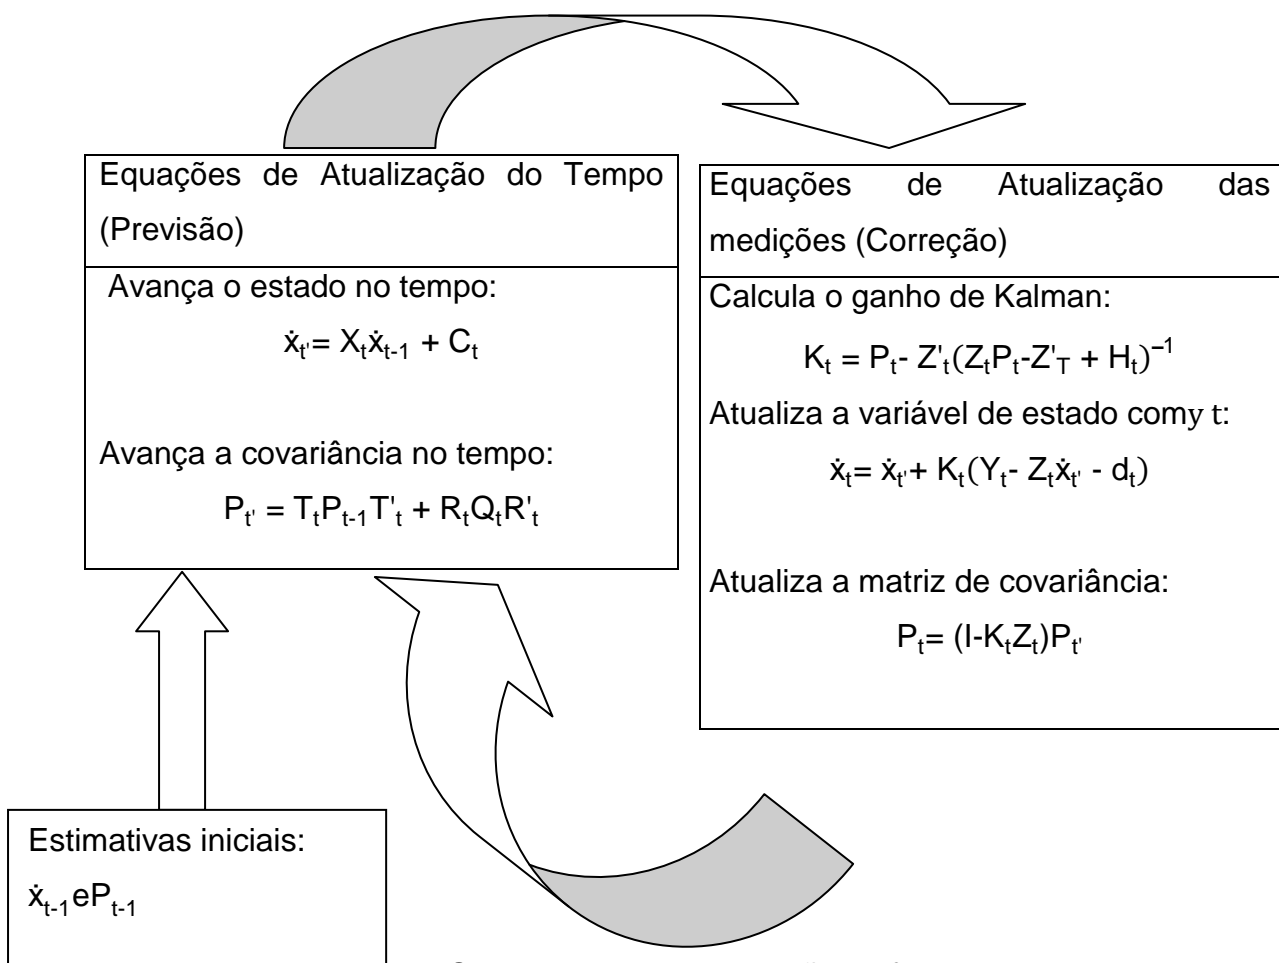 Equações de Atualização do Tempo
(Previsão)
Avança o estado no tempo:
ẋₜ'= Xₜẋₜ₋₁ + Cₜ
Avança a covariância no tempo:
Pₜ' = TₜPₜ₋₁T'ₜ + RₜQₜR'ₜ
Equações de Atualização das
medições (Correção)
Calcula o ganho de Kalman:
Kₜ = Pₜ- Z'ₜ(ZₜPₜ-Z'_T + Hₜ)⁻¹
Atualiza a variável de estado comy t:
ẋₜ= ẋₜ'+ Kₜ(Yₜ- Zₜẋₜ' - dₜ)
Atualiza a matriz de covariância:
Pₜ= (I-KₜZₜ)Pₜ'
Estimativas iniciais:
ẋₜ₋₁ePₜ₋₁